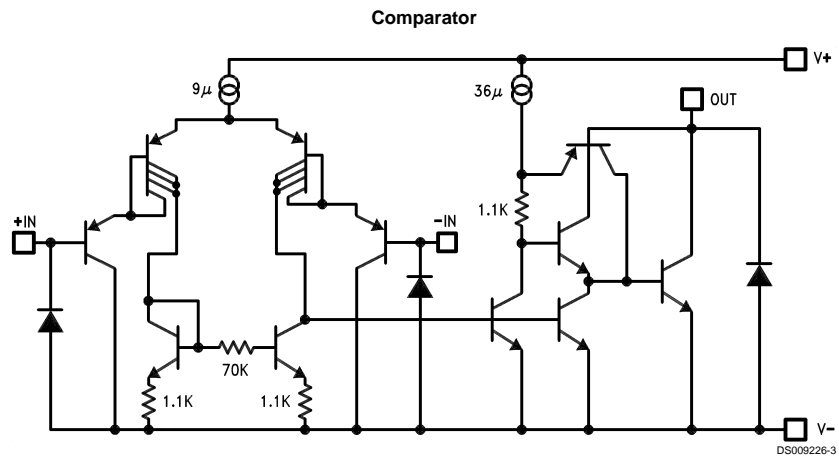 Comparator
V+
9μ
36μ
OUT
+IN
1.1K
-IN
70K
1.1K
1.1K
V-
DS009226-3